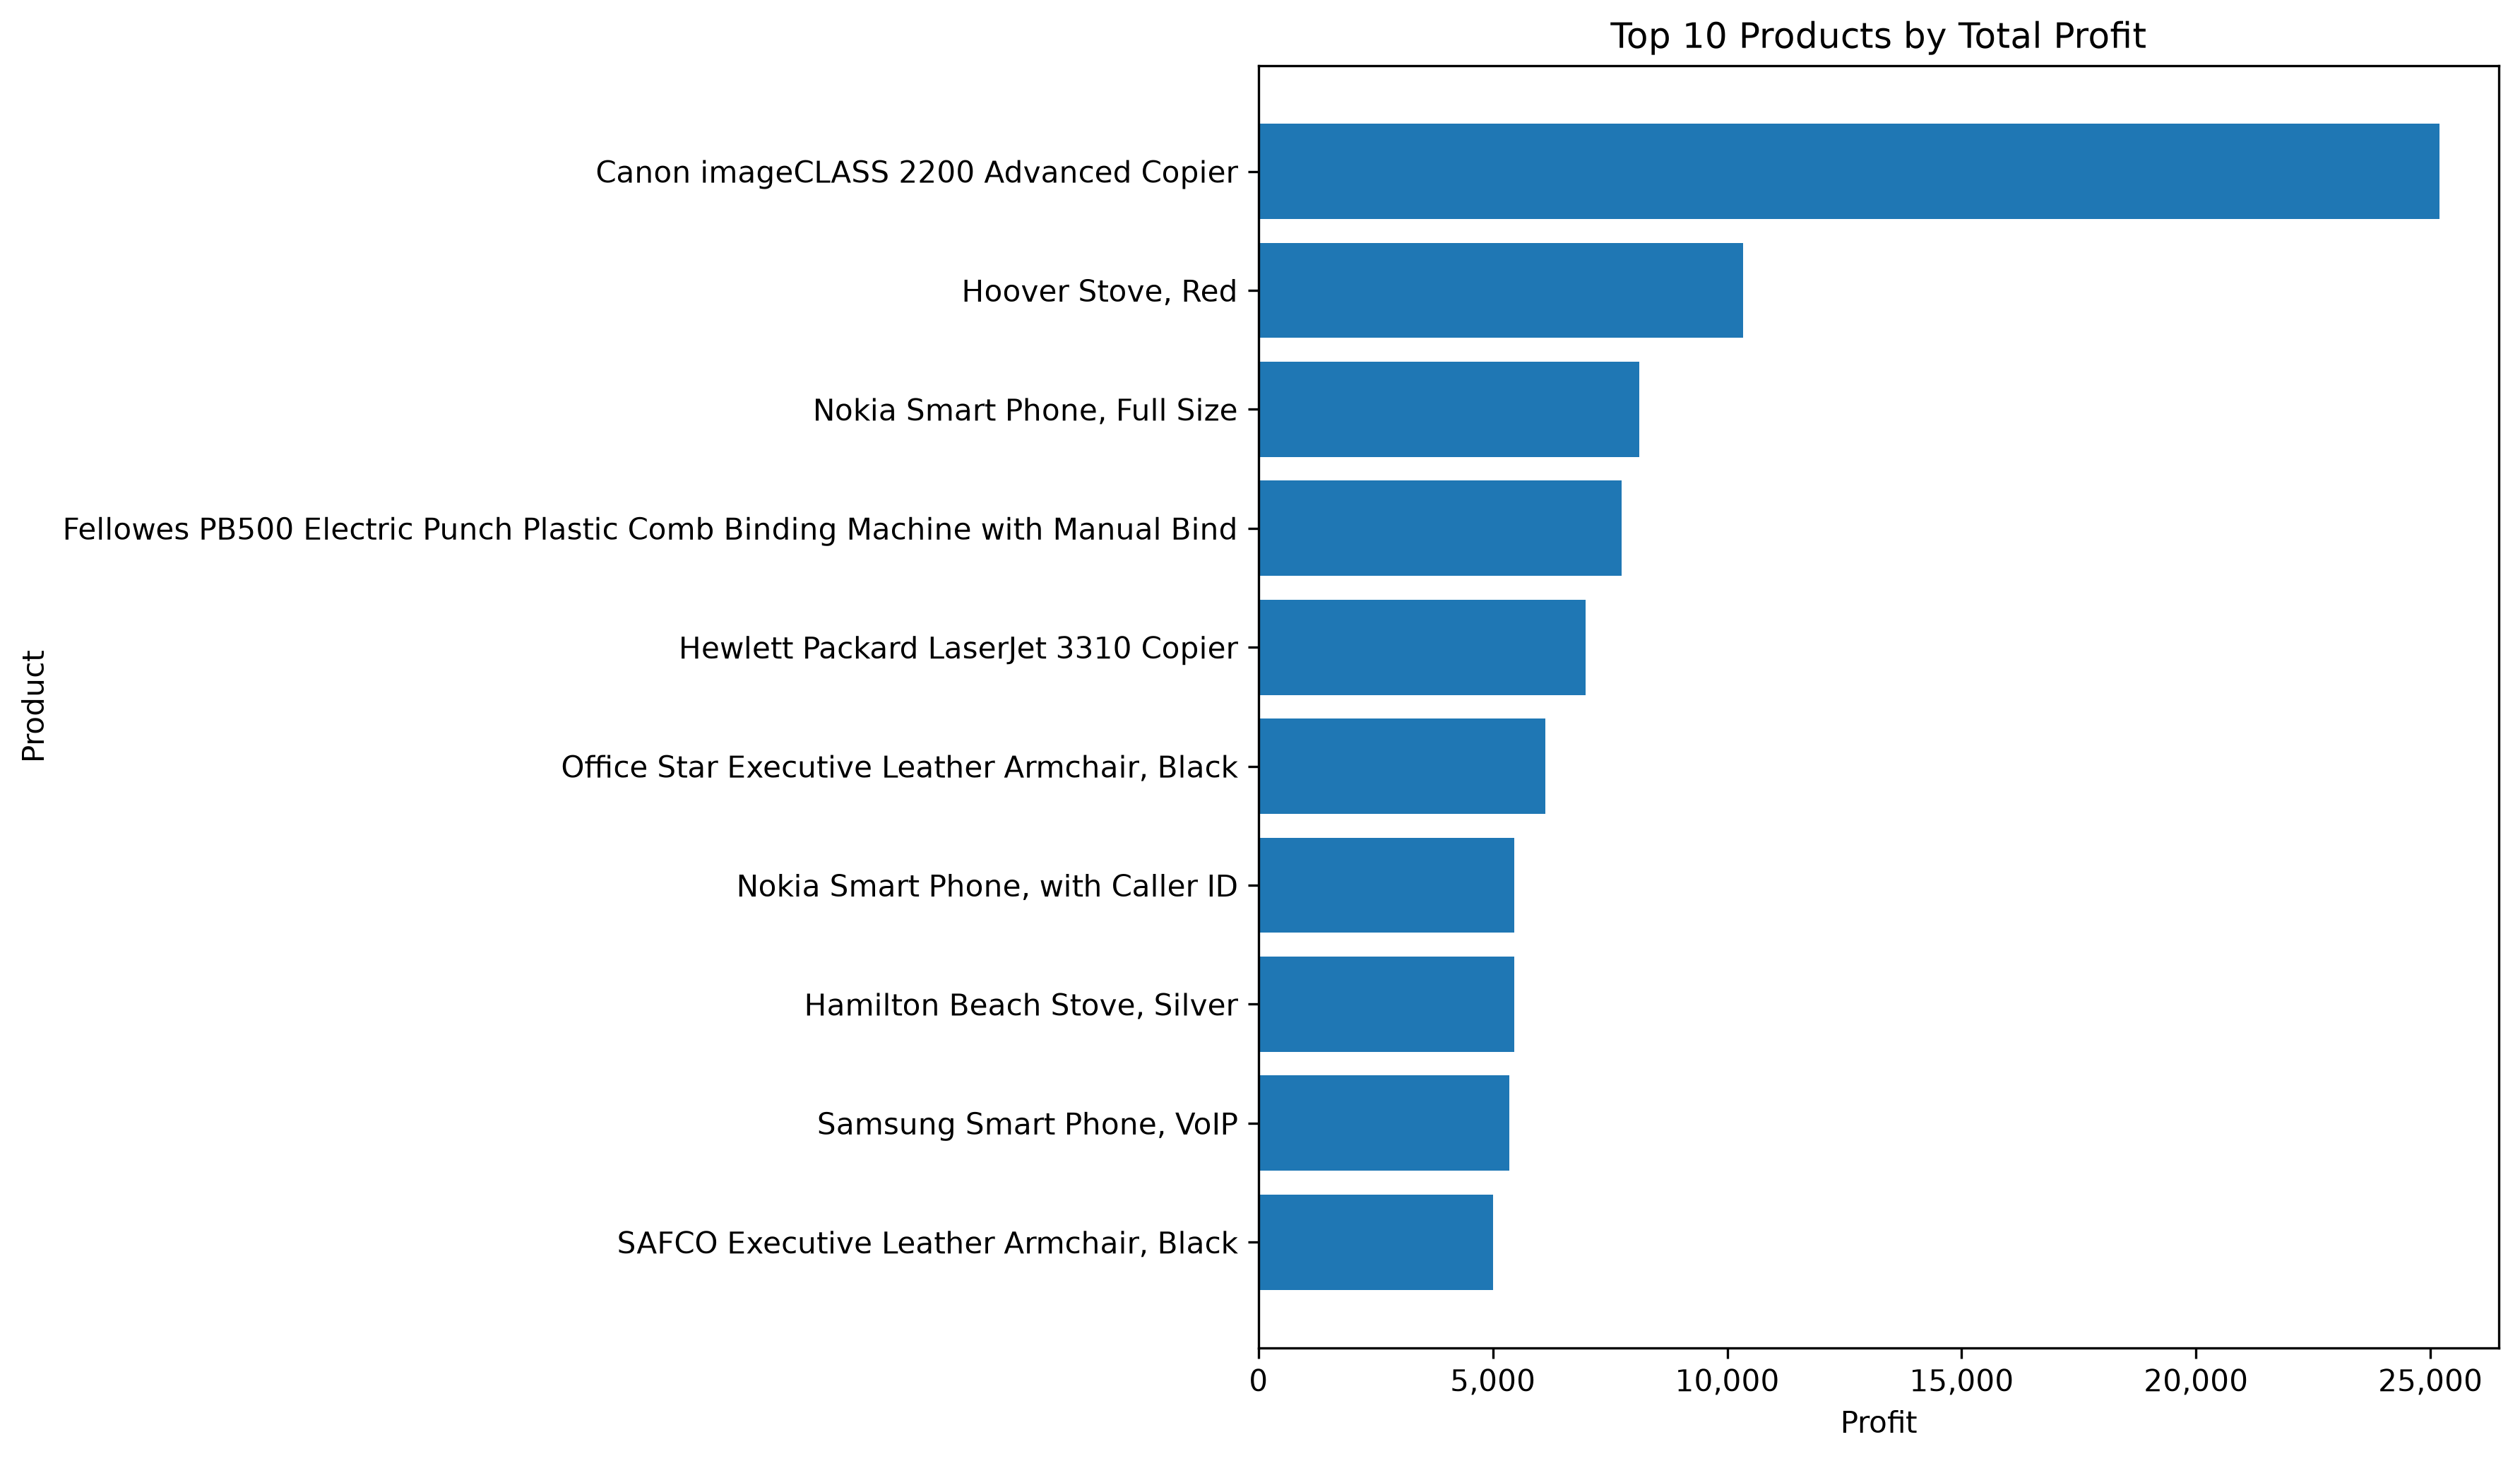 Top 10 Products by Total Profit
Canon imageCLASS 2200 Advanced Copier
Hoover Stove, Red
Nokia Smart Phone, Full Size
Fellowes PB500 Electric Punch Plastic Comb Binding Machine with Manual Bind
Hewlett Packard LaserJet 3310 Copier
Office Star Executive Leather Armchair, Black
Nokia Smart Phone, with Caller ID
Hamilton Beach Stove, Silver
Samsung Smart Phone, VoIP
SAFCO Executive Leather Armchair, Black
Product
0 5,000 10,000 15,000 20,000 25,000
Profit